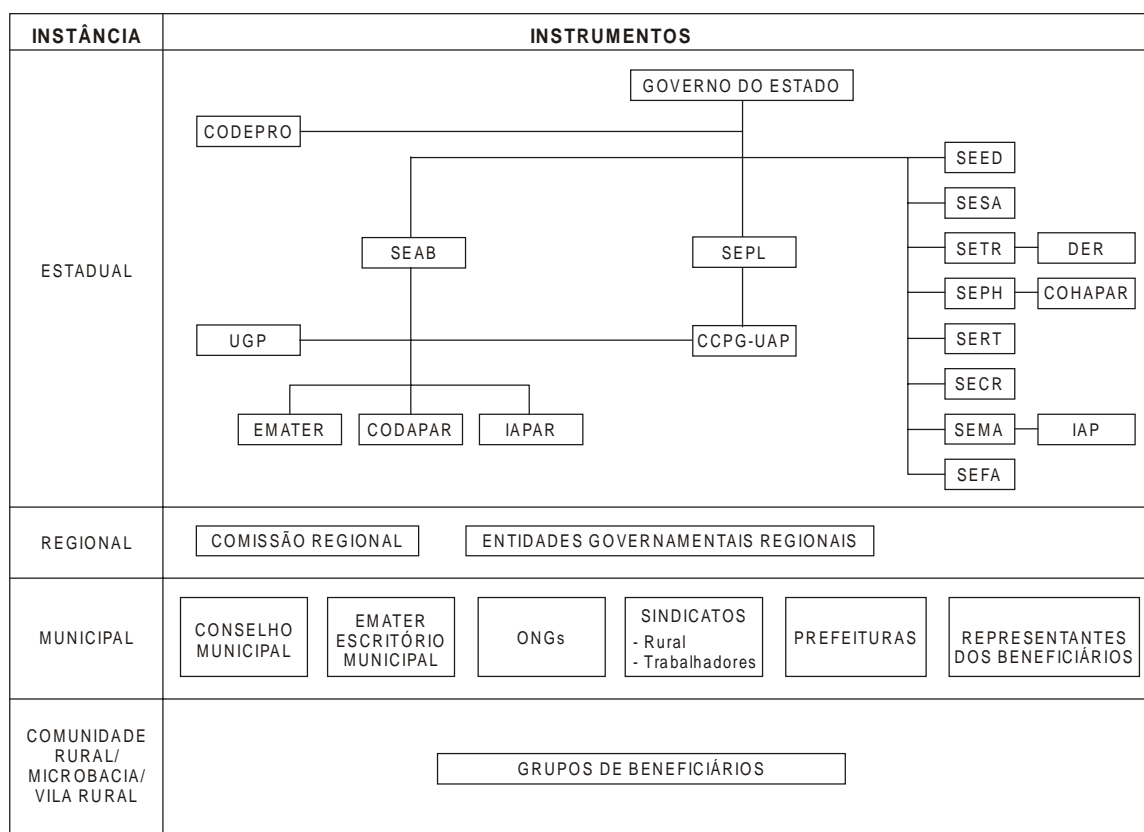 INSTÂNCIA
INSTRUMENTOS
ESTADUAL
GOVERNO DO ESTADO
CODEPRO
SEED
SESA
SEAB
SEPL
SETR
DER
SEPH
COHAPAR
UGP
CCPG-UAP
SERT
SECR
EMATER
CODAPAR
IAPAR
SEMA
IAP
SEFA
REGIONAL
COMISSÃO REGIONAL
ENTIDADES GOVERNAMENTAIS REGIONAIS
MUNICIPAL
CONSELHO
MUNICIPAL
EMATER
ESCRITÓRIO
MUNICIPAL
ONGs
SINDICATOS
- Rural
- Trabalhadores
PREFEITURAS
REPRESENTANTES
DOS BENEFICIÁRIOS
COMUNIDADE
RURAL/
MICROBACIA/
VILA RURAL
GRUPOS DE BENEFICIÁRIOS